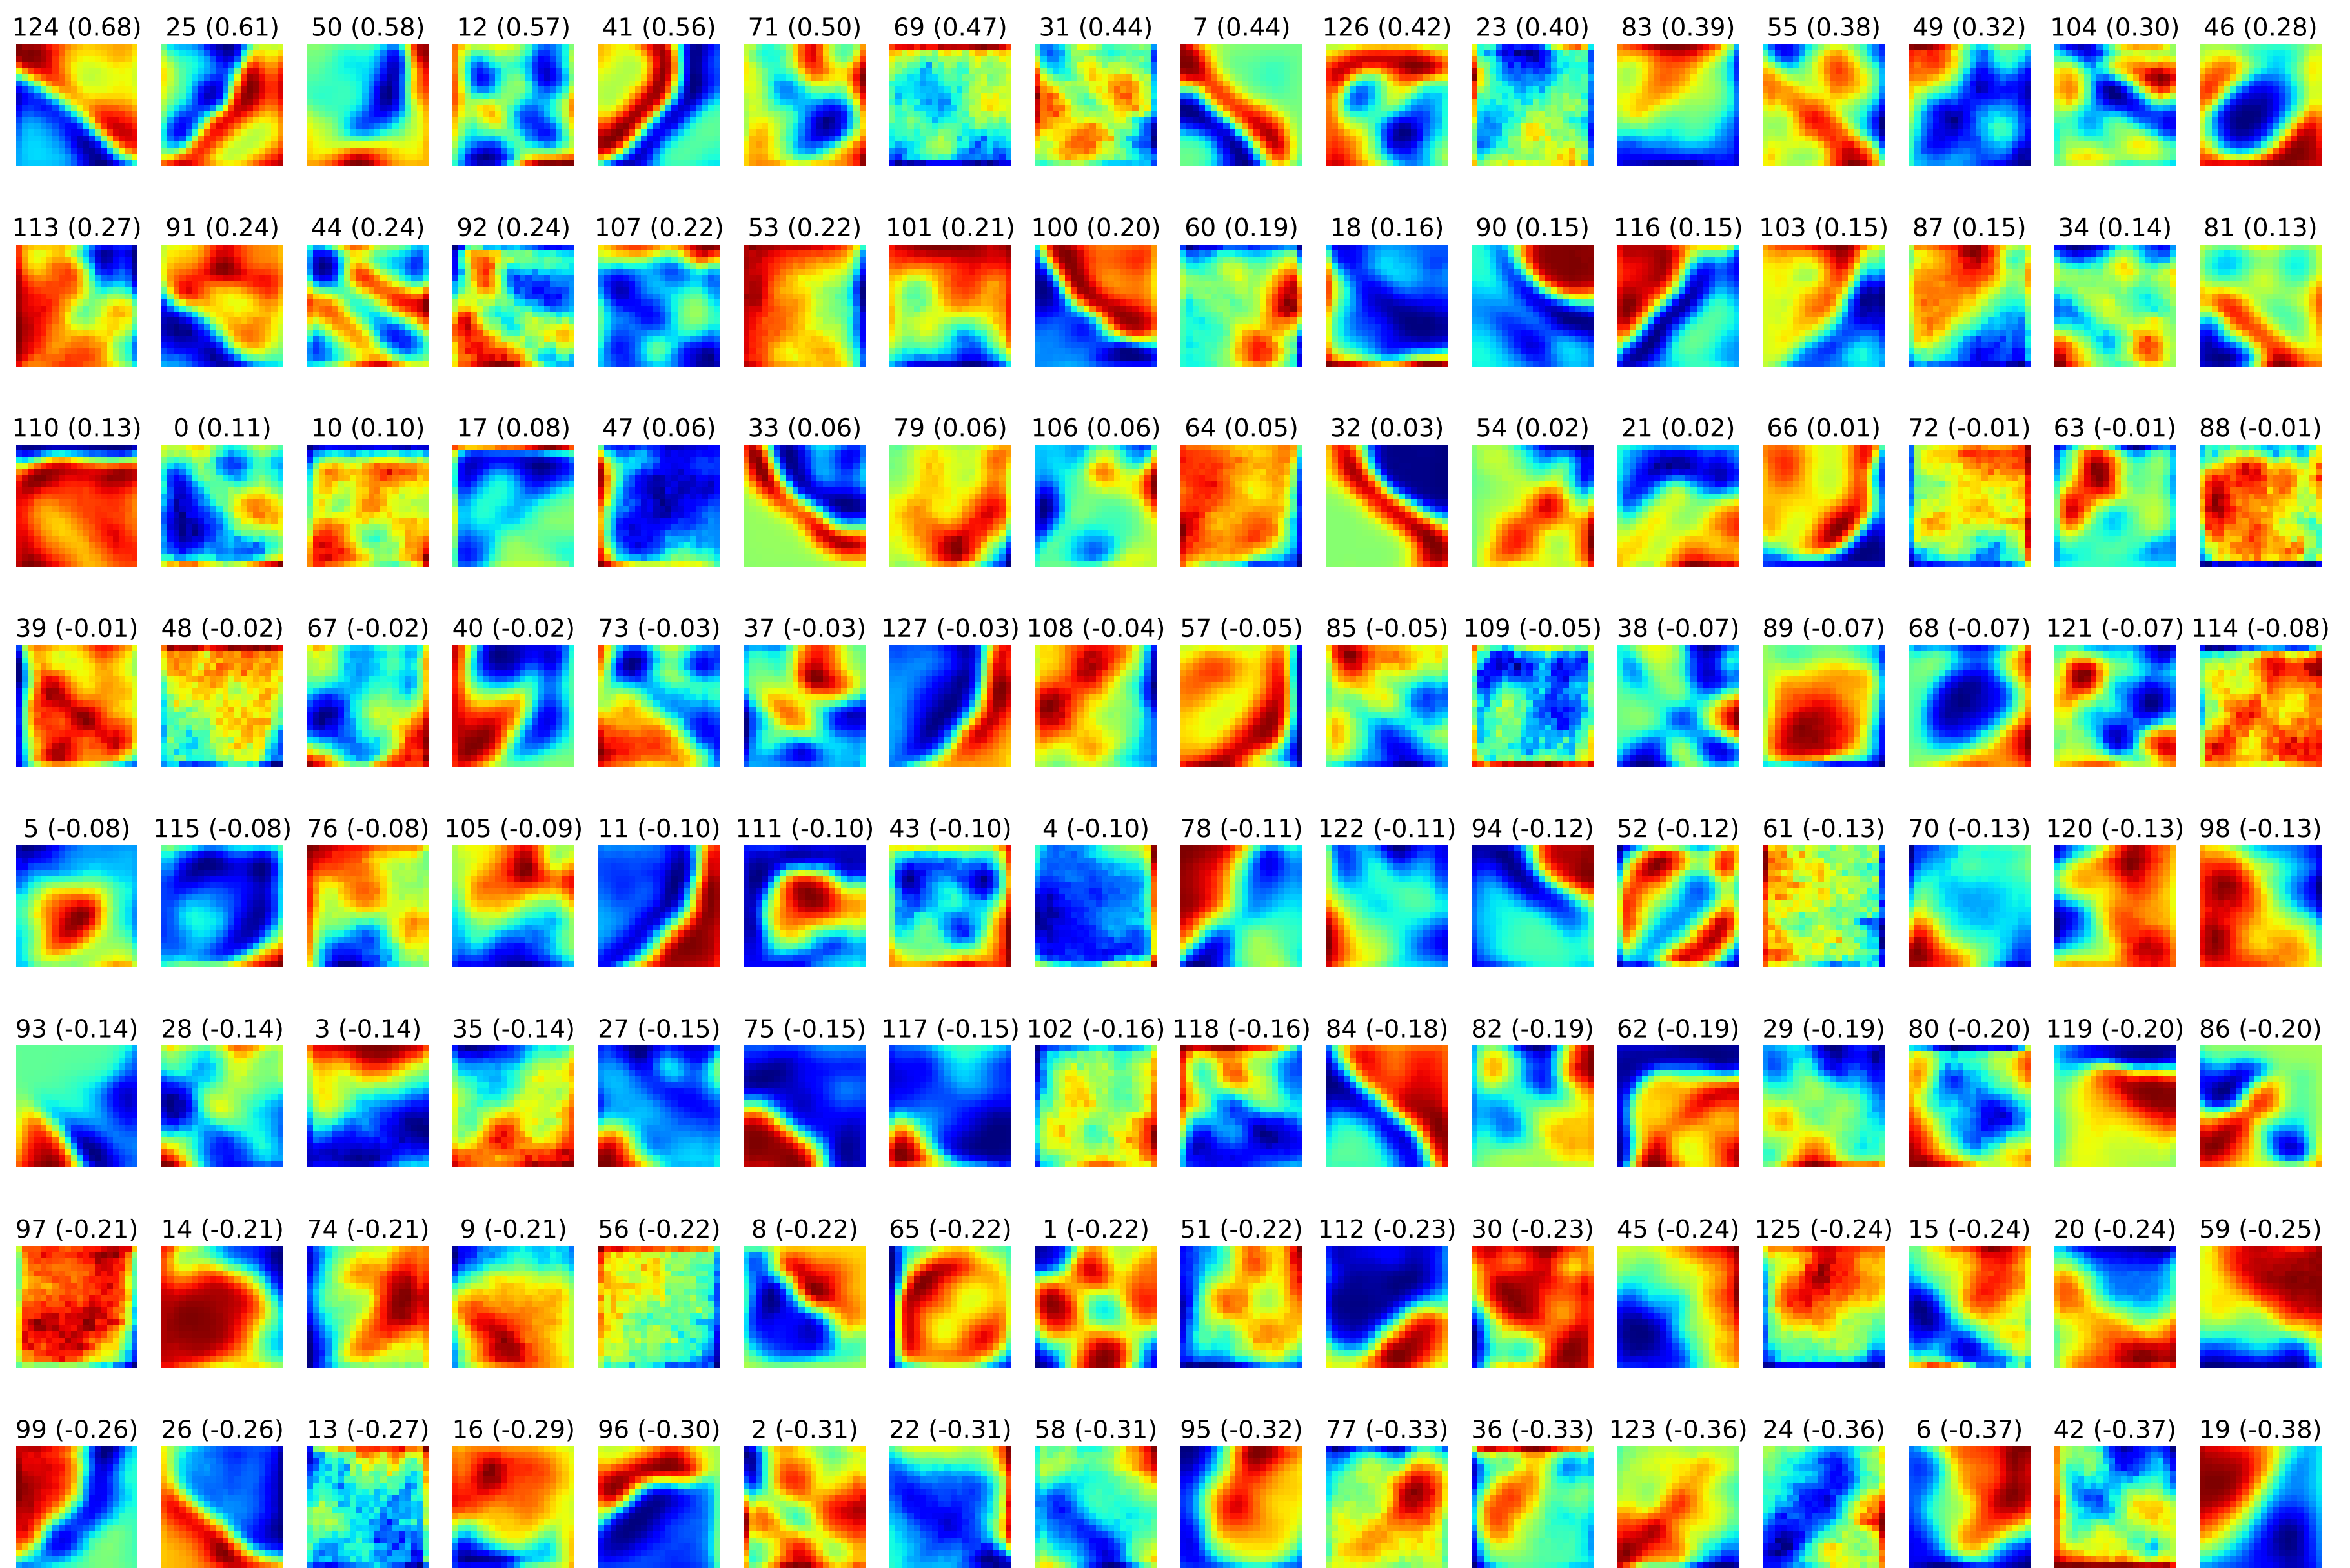 124 (0.68) 25 (0.61) 50 (0.58) 12 (0.57) 41 (0.56) 71 (0.50) 69 (0.47) 31 (0.44) 7 (0.44) 126 (0.42) 23 (0.40) 83 (0.39) 55 (0.38) 49 (0.32) 104 (0.30) 46 (0.28)
113 (0.27) 91 (0.24) 44 (0.24) 92 (0.24) 107 (0.22) 53 (0.22) 101 (0.21) 100 (0.20) 60 (0.19) 18 (0.16) 90 (0.15) 116 (0.15) 103 (0.15) 87 (0.15) 34 (0.14) 81 (0.13)
110 (0.13) 0 (0.11) 10 (0.10) 17 (0.08) 47 (0.06) 33 (0.06) 79 (0.06) 106 (0.06) 64 (0.05) 32 (0.03) 54 (0.02) 21 (0.02) 66 (0.01) 72 (-0.01) 63 (-0.01) 88 (-0.01)
39 (-0.01) 48 (-0.02) 67 (-0.02) 40 (-0.02) 73 (-0.03) 37 (-0.03) 127 (-0.03) 108 (-0.04) 57 (-0.05) 85 (-0.05) 109 (-0.05) 38 (-0.07) 89 (-0.07) 68 (-0.07) 121 (-0.07) 114 (-0.08)
5 (-0.08) 115 (-0.08) 76 (-0.08) 105 (-0.09) 11 (-0.10) 111 (-0.10) 43 (-0.10) 4 (-0.10) 78 (-0.11) 122 (-0.11) 94 (-0.12) 52 (-0.12) 61 (-0.13) 70 (-0.13) 120 (-0.13) 98 (-0.13)
93 (-0.14) 28 (-0.14) 3 (-0.14) 35 (-0.14) 27 (-0.15) 75 (-0.15) 117 (-0.15) 102 (-0.16) 118 (-0.16) 84 (-0.18) 82 (-0.19) 62 (-0.19) 29 (-0.19) 80 (-0.20) 119 (-0.20) 86 (-0.20)
97 (-0.21) 14 (-0.21) 74 (-0.21) 9 (-0.21) 56 (-0.22) 8 (-0.22) 65 (-0.22) 1 (-0.22) 51 (-0.22) 112 (-0.23) 30 (-0.23) 45 (-0.24) 125 (-0.24) 15 (-0.24) 20 (-0.24) 59 (-0.25)
99 (-0.26) 26 (-0.26) 13 (-0.27) 16 (-0.29) 96 (-0.30) 2 (-0.31) 22 (-0.31) 58 (-0.31) 95 (-0.32) 77 (-0.33) 36 (-0.33) 123 (-0.36) 24 (-0.36) 6 (-0.37) 42 (-0.37) 19 (-0.38)